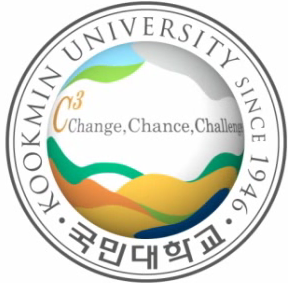 · KOOKMIN UNIVERSITY SINCE 1946 ·
C³
Change, Chance, Challenge
국민대학교